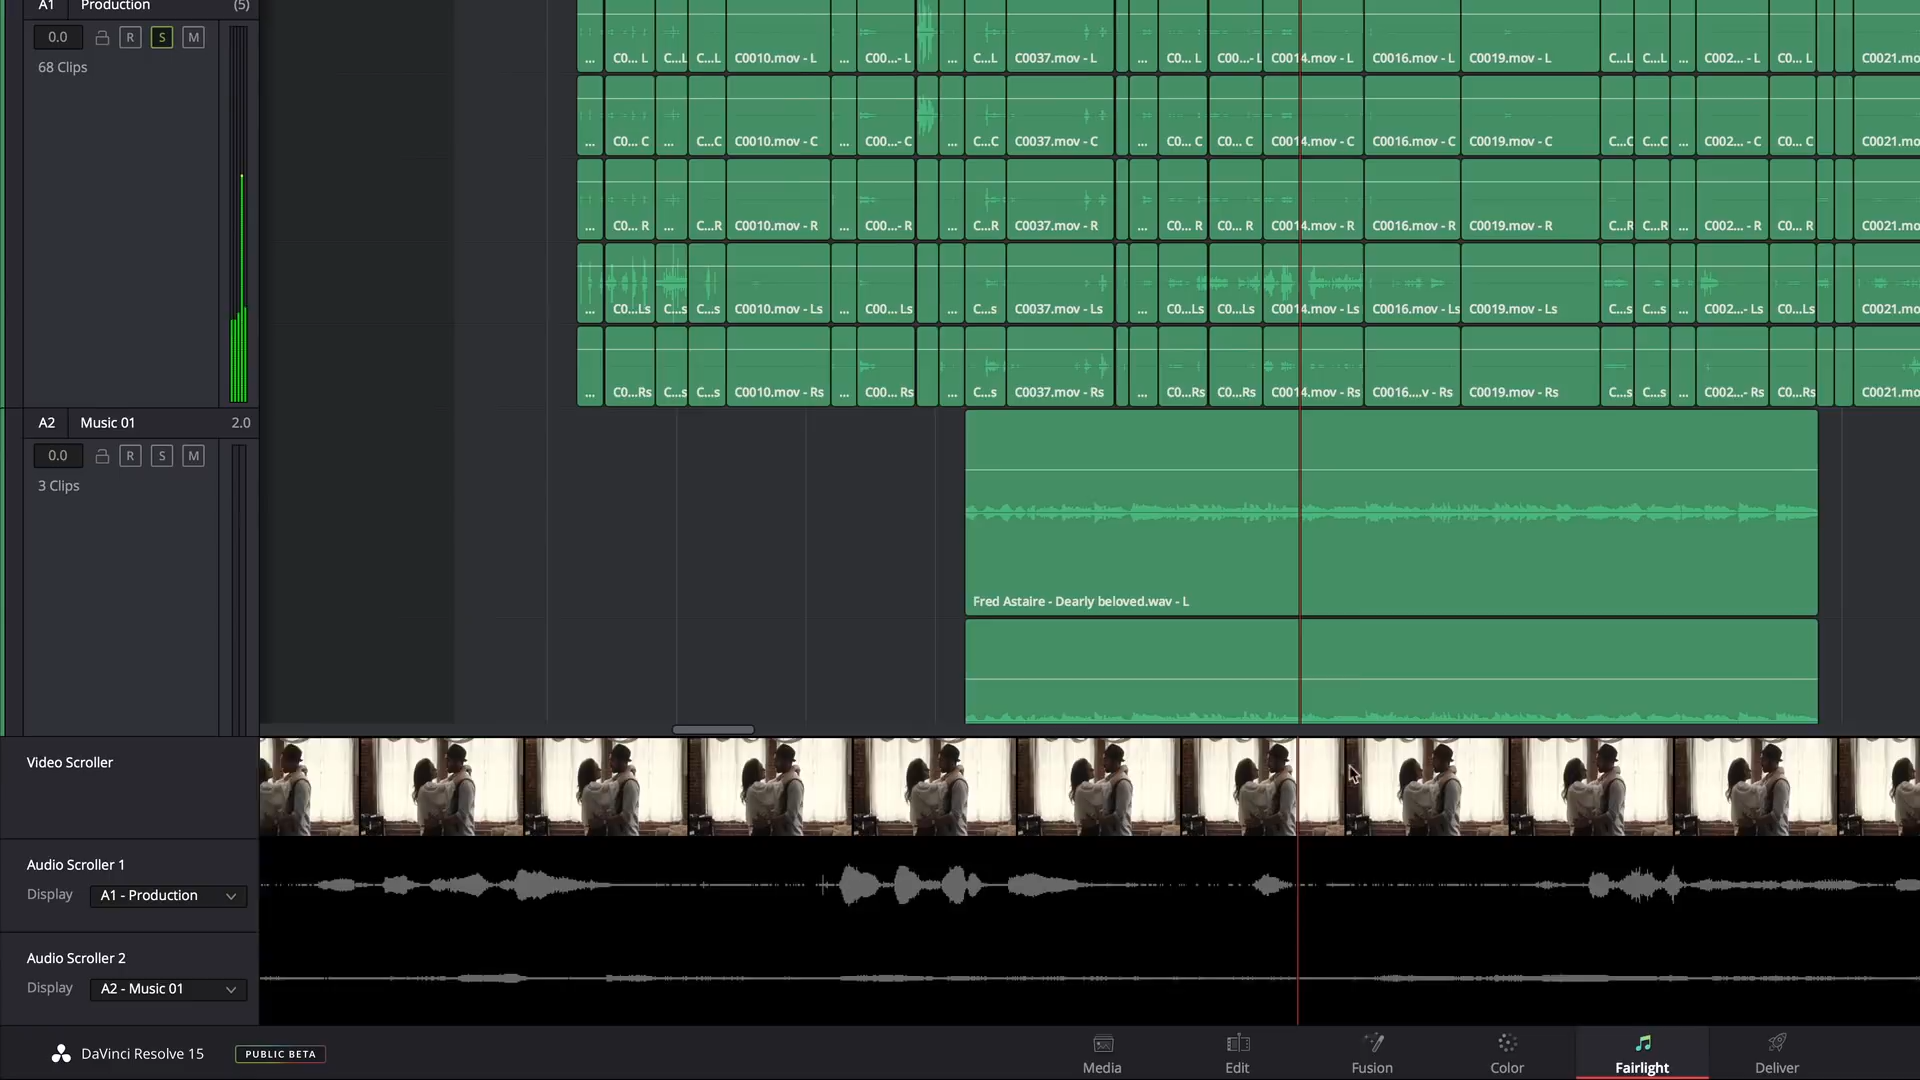 A1 Production (5)
0.0 R S M
68 Clips
... C0... L C...L C...L C0010.mov - L ... C00...- L ... C...L C0037.mov - L ... C0... L C00...- L C0014.mov - L C0016.mov - L C0019.mov - L C...L C...L ... C002... - L C0... L C0021.mo
... C0... C ... C...C C0010.mov - C ... C00...- C ... C...C C0037.mov - C ... C0... C C0... C C0014.mov - C C0016.mov - C C0019.mov - C C...C C...C ... C002... - C C0... C C0021.mo
... C0... R ... C...R C0010.mov - R ... C00...- R ... C...R C0037.mov - R ... C0... R C0... R C0014.mov - R C0016.mov - R C0019.mov - R C...R C...R ... C002... - R C0... R C0021.mo
... C0...Ls C...s C...s C0010.mov - Ls ... C00... Ls ... C...s C0037.mov - Ls ... C0...Ls C0...Ls C0014.mov - Ls C0016.mov - Ls C0019.mov - Ls C...s C...s ... C002...- Ls C0...Ls C0021.mo
... C0...Rs C...s C...s C0010.mov - Rs ... C00... Rs ... C...s C0037.mov - Rs ... C0...Rs C0...Rs C0014.mov - Rs C0016....v - Rs C0019.mov - Rs C...s C...s ... C002...- Rs C0...Rs C0021.mo
A2 Music 01 2.0
0.0 R S M
3 Clips
Fred Astaire - Dearly beloved.wav - L
Video Scroller
Audio Scroller 1
Display A1 - Production
Audio Scroller 2
Display A2 - Music 01
DaVinci Resolve 15 PUBLIC BETA
Media Edit Fusion Color Fairlight Deliver